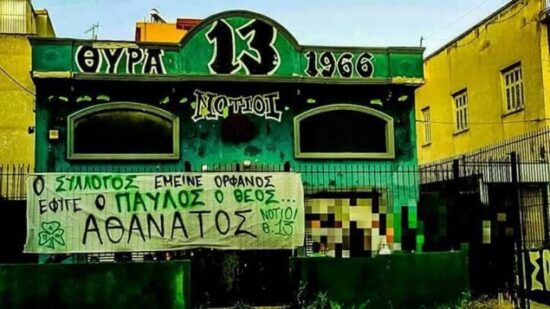 ΘΥΡΑ 13 1966
ΝΟΤΙΟΙ
Ο ΣΥΛΛΟΓΟΣ ΕΜΕΙΝΕ ΟΡΦΑΝΟΣ
ΕΦΥΓΕ Ο ΠΑΥΛΟΣ Ο ΘΕΟΣ...
ΑΘΑΝΑΤΟΣ
ΝΟΤΙΟΙ
Θ.13